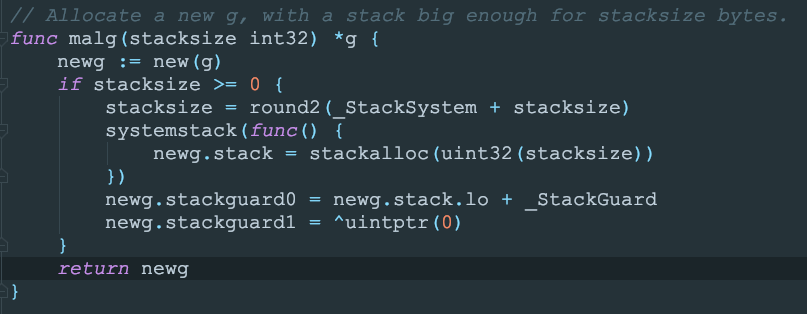 // Allocate a new g, with a stack big enough for stacksize bytes.
func malg(stacksize int32) *g {
    newg := new(g)
    if stacksize >= 0 {
        stacksize = round2(_StackSystem + stacksize)
        systemstack(func() {
            newg.stack = stackalloc(uint32(stacksize))
        })
        newg.stackguard0 = newg.stack.lo + _StackGuard
        newg.stackguard1 = ^uintptr(0)
    }
    return newg
}